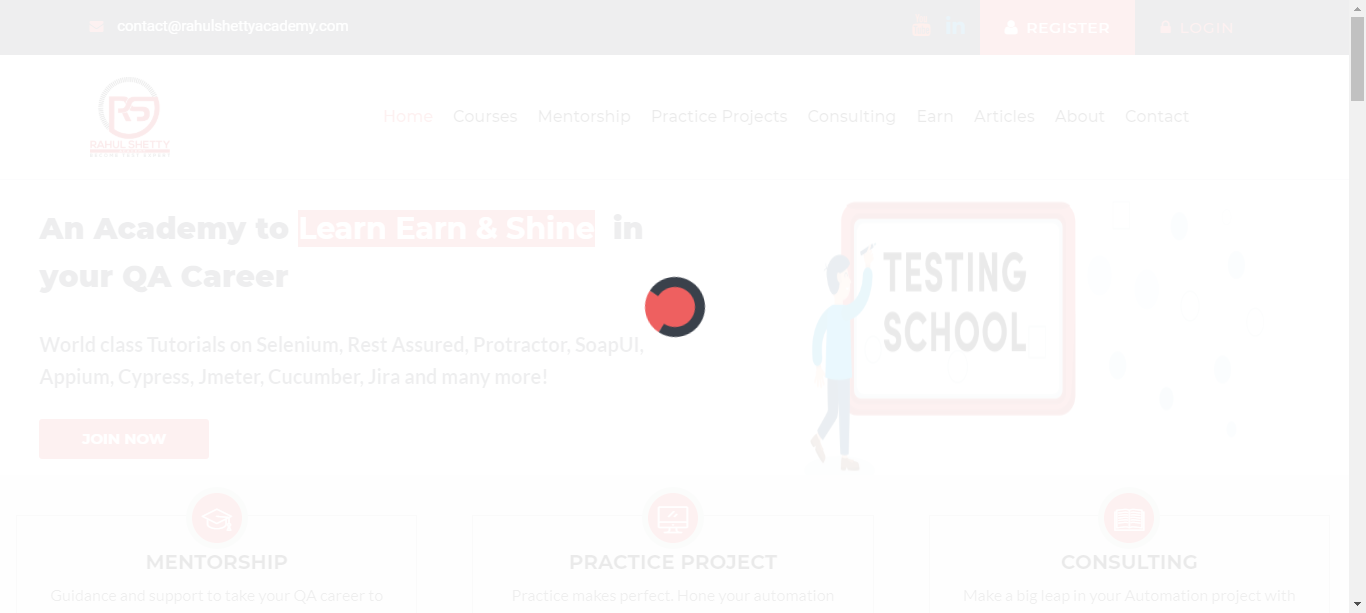 contact@rahulshettyacademy.com
REGISTER
LOGIN
RS
RAHUL SHETTY
Home Courses Mentorship Practice Projects Consulting Earn Articles About Contact
An Academy to Learn Earn & Shine in
your QA Career
World class Tutorials on Selenium, Rest Assured, Protractor, SoapUI,
Appium, Cypress, Jmeter, Cucumber, Jira and many more!
JOIN NOW
TESTING
SCHOOL
MENTORSHIP
Guidance and support to take your QA career to
PRACTICE PROJECT
Practice makes perfect. Hone your automation
CONSULTING
Make a big leap in your Automation project with